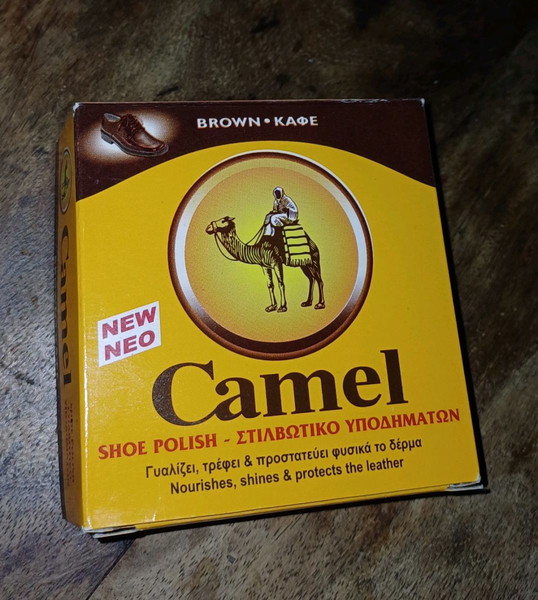 BROWN • ΚΑΦΕ
NEW
NEO
Camel
SHOE POLISH - ΣΤΙΛΒΩΤΙΚΟ ΥΠΟΔΗΜΑΤΩΝ
Γυαλίζει, τρέφει & προστατεύει φυσικά το δέρμα
Nourishes, shines & protects the leather
Camel